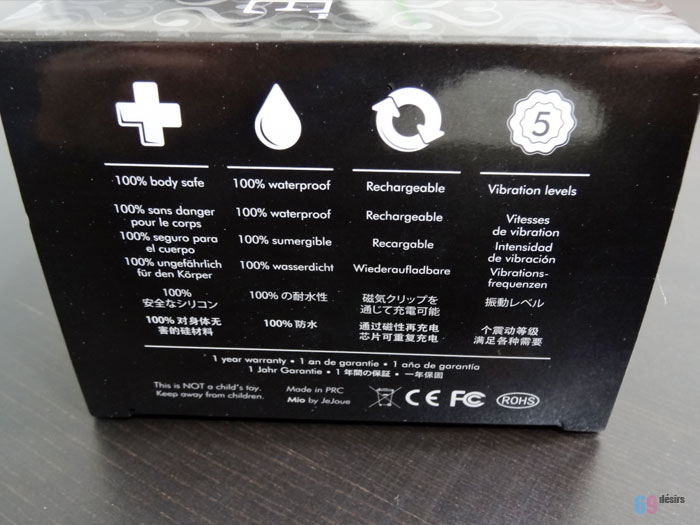 5
100% body safe
100% waterproof
Rechargeable
Vibration levels
100% sans danger
pour le corps
100% waterproof
Rechargeable
Vitesses
de vibration
100% seguro para
el cuerpo
100% sumergible
Recargable
Intensidad
de vibración
100% ungefährlich
für den Körper
100% wasserdicht
Wiederaufladbare
Vibrations-
frequenzen
100%
安全なシリコン
100% の耐水性
磁気クリップを
通じて充電可能
振動レベル
100% 对身体无
害的硅材料
100% 防水
通过磁性再充电
芯片可重复充电
个震动等级
满足各种需要
1 year warranty • 1 an de garantie • 1 año de garantía
1 Jahr Garantie • 1 年間の保証 • 一年保固
This is NOT a child's toy.
Keep away from children.
Made in PRC
Mio by JeJoue
CE FC ROHS
69 désirs